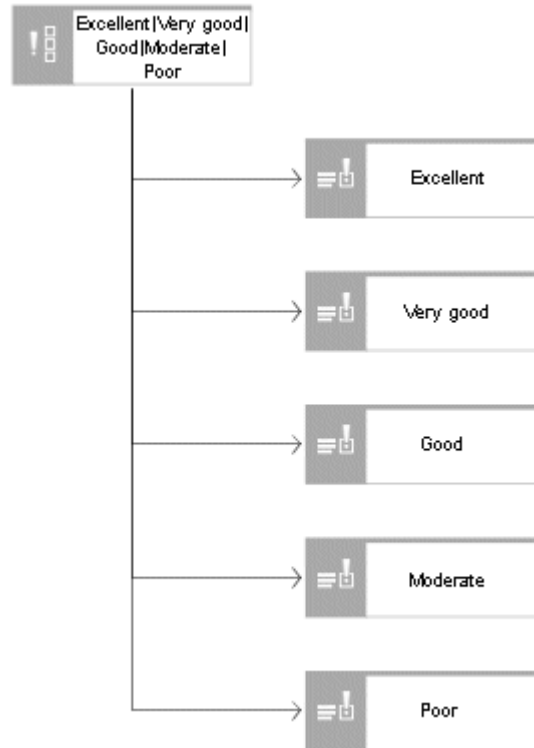 Excellent|Very good|
Good|Moderate|
Poor
Excellent
Very good
Good
Moderate
Poor